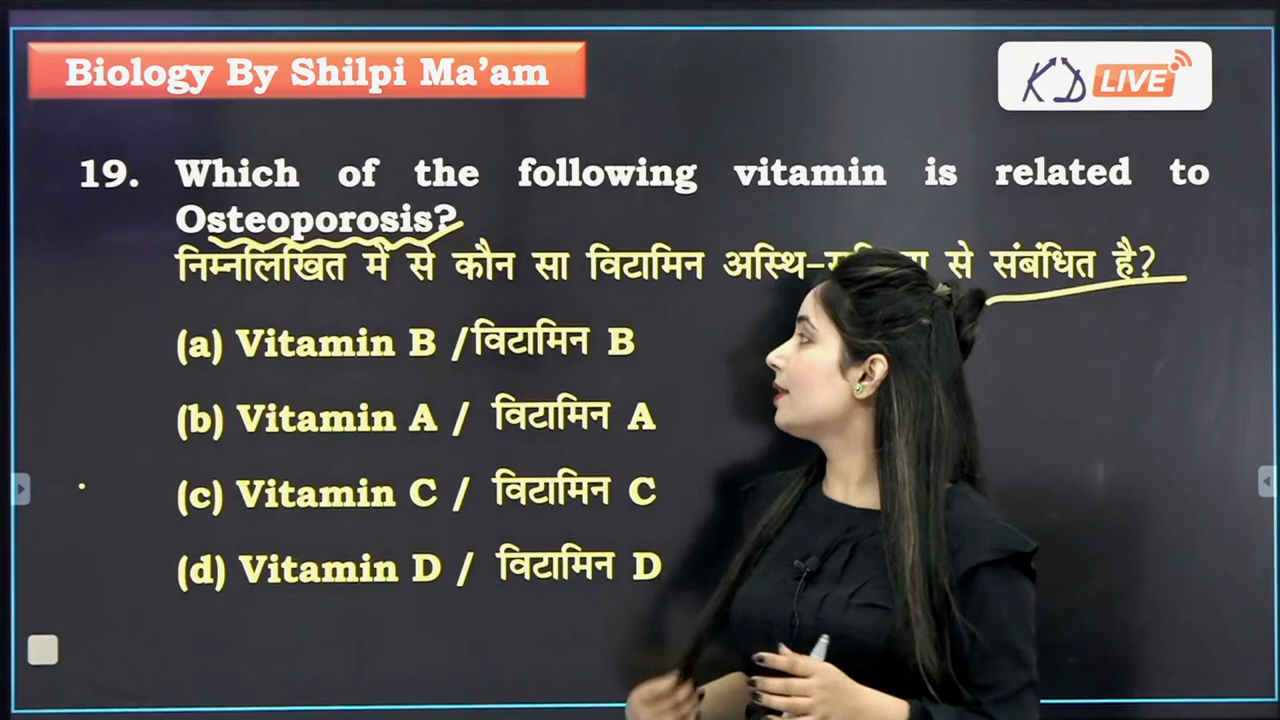 Biology By Shilpi Ma'am
KD LIVE
19. Which of the following vitamin is related to
Osteoporosis?
निम्नलिखित में से कौन सा विटामिन अस्थि- से संबंधित है?
(a) Vitamin B /विटामिन B
(b) Vitamin A / विटामिन A
(c) Vitamin C / विटामिन C
(d) Vitamin D / विटामिन D